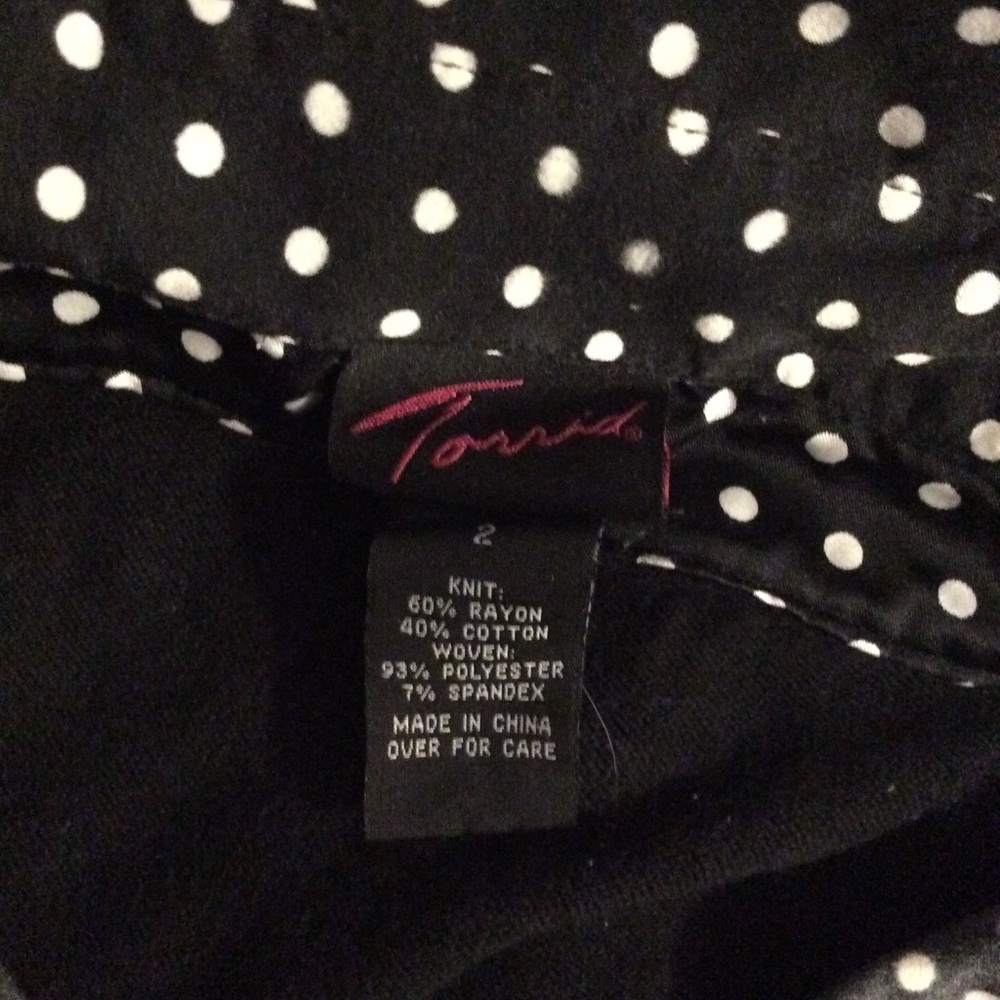 Torrid®
2
KNIT:
60% RAYON
40% COTTON
WOVEN:
93% POLYESTER
7% SPANDEX
MADE IN CHINA
OVER FOR CARE